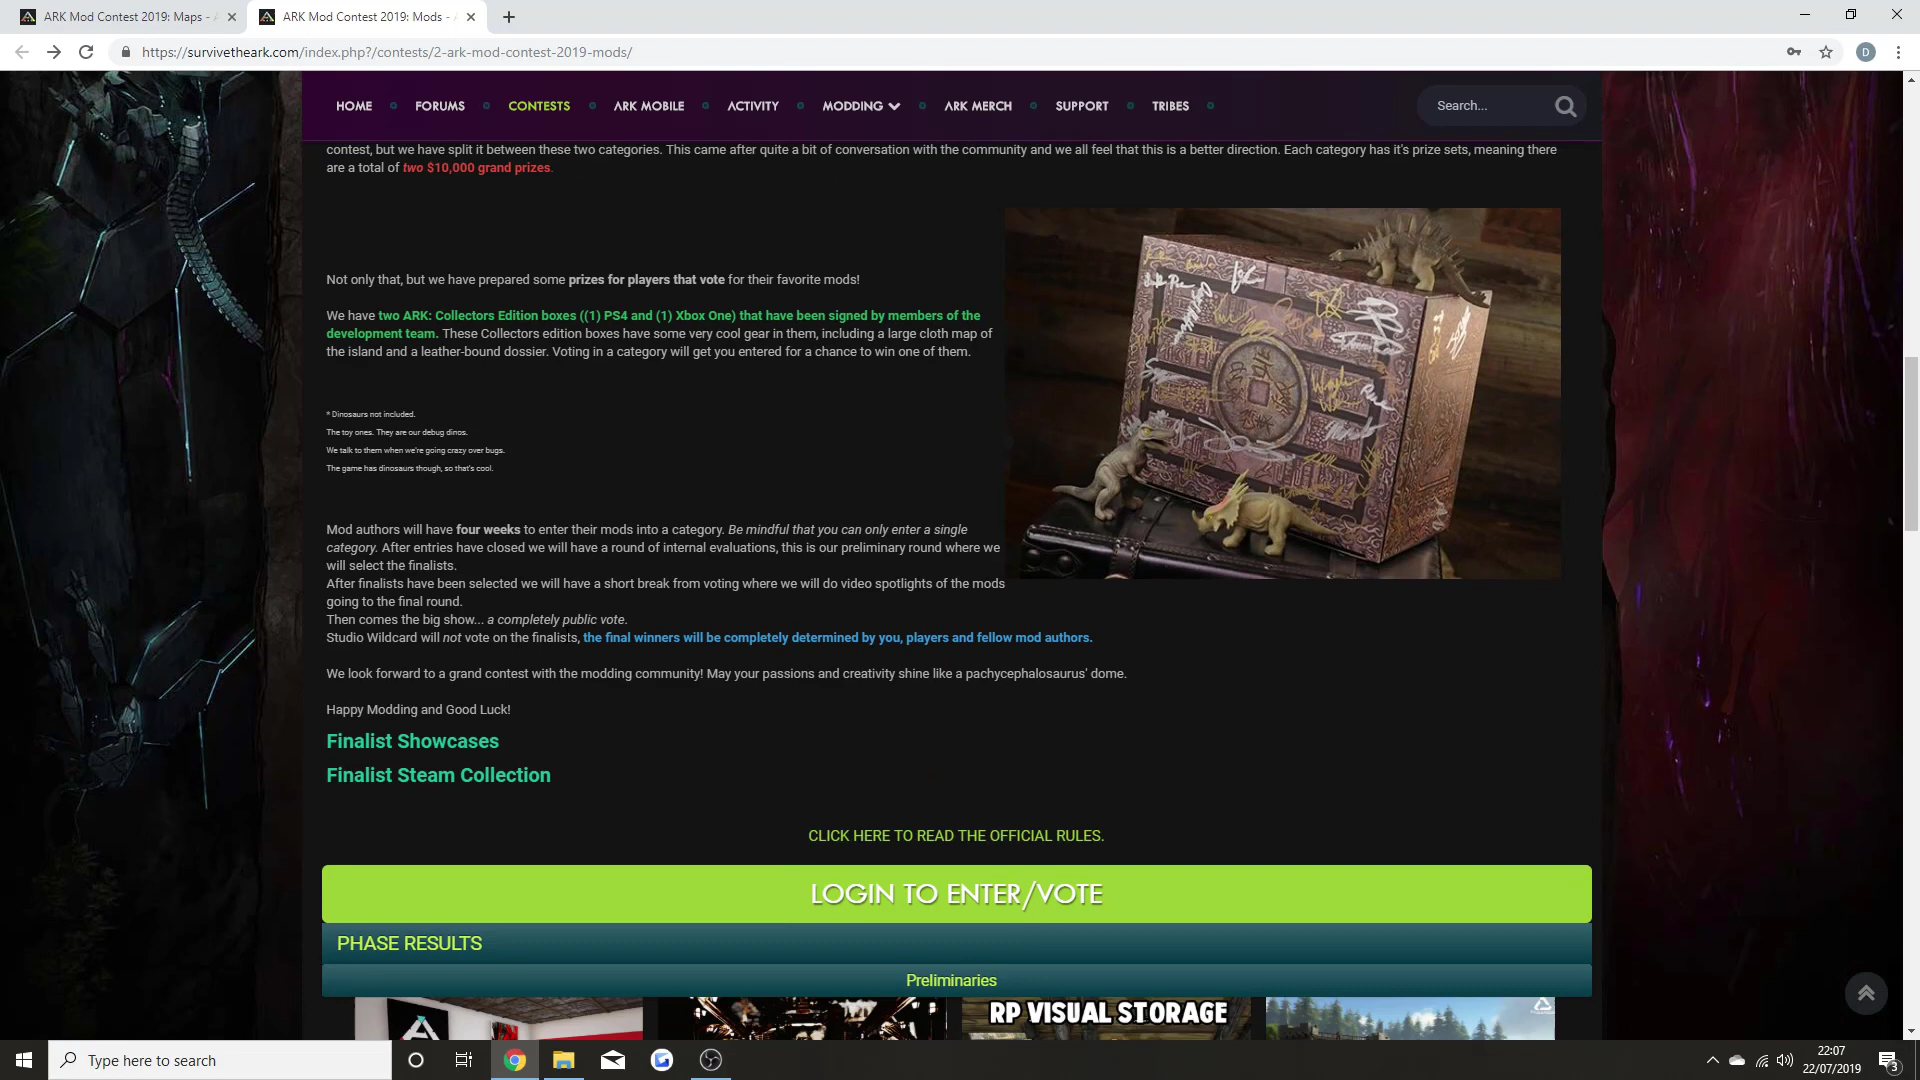 ARK Mod Contest 2019: Maps -
ARK Mod Contest 2019: Mods -
https://survivetheark.com/index.php?/contests/2-ark-mod-contest-2019-mods/
D
HOME
FORUMS
CONTESTS
ARK MOBILE
ACTIVITY
MODDING
ARK MERCH
SUPPORT
TRIBES
Search...
contest, but we have split it between these two categories. This came after quite a bit of conversation with the community and we all feel that this is a better direction. Each category has it's prize sets, meaning there
are a total of two $10,000 grand prizes.
Not only that, but we have prepared some prizes for players that vote for their favorite mods!
We have two ARK: Collectors Edition boxes ((1) PS4 and (1) Xbox One) that have been signed by members of the
development team. These Collectors edition boxes have some very cool gear in them, including a large cloth map of
the island and a leather-bound dossier. Voting in a category will get you entered for a chance to win one of them.
* Dinosaurs not included.
The toy ones. They are our debug dinos.
We talk to them when we're going crazy over bugs.
The game has dinosaurs though, so that's cool.
Mod authors will have four weeks to enter their mods into a category. Be mindful that you can only enter a single
category. After entries have closed we will have a round of internal evaluations, this is our preliminary round where we
will select the finalists.
After finalists have been selected we will have a short break from voting where we will do video spotlights of the mods
going to the final round.
Then comes the big show... a completely public vote.
Studio Wildcard will not vote on the finalists, the final winners will be completely determined by you, players and fellow mod authors.
We look forward to a grand contest with the modding community! May your passions and creativity shine like a pachycephalosaurus' dome.
Happy Modding and Good Luck!
Finalist Showcases
Finalist Steam Collection
CLICK HERE TO READ THE OFFICIAL RULES.
LOGIN TO ENTER/VOTE
PHASE RESULTS
Preliminaries
RP VISUAL STORAGE
Type here to search
22:07
22/07/2019
3